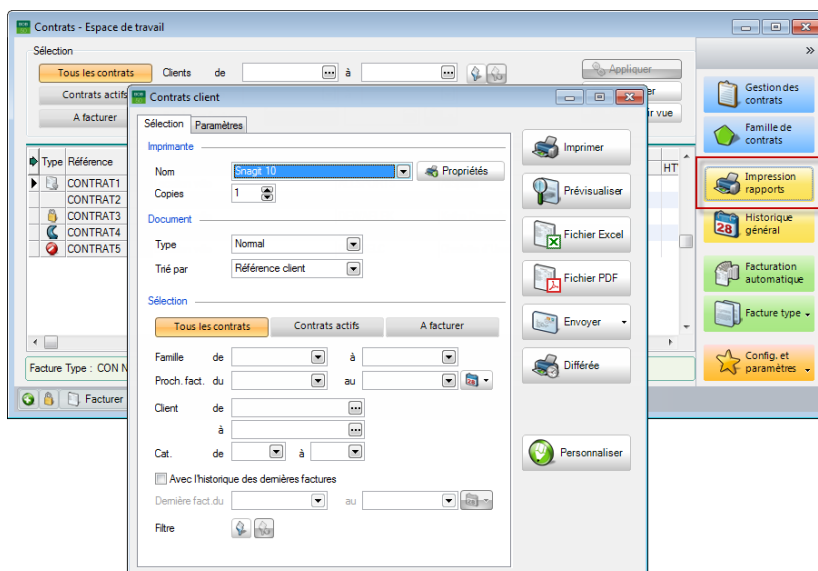 Contrats - Espace de travail
Sélection
Tous les contrats
Clients de
à
Appliquer
Contrats actifs
er
A facturer
ir vue
Type Référence
HT
CONTRAT1
CONTRAT2
CONTRAT3
CONTRAT4
CONTRAT5
Facture Type : CON N
Facturer
Contrats client
Sélection
Paramètres
Imprimante
Nom
Snagit 10
Propriétés
Copies
1
Document
Type
Normal
Trié par
Référence client
Sélection
Tous les contrats
Contrats actifs
A facturer
Famille de
à
Proch. fact. du
au
28
Client de
à
Cat. de
à
Avec l'historique des dernières factures
Dernière fact.du
au
Filtre
Imprimer
Prévisualiser
Fichier Excel
Fichier PDF
Envoyer
Différée
Personnaliser
Gestion des
contrats
Famille de
contrats
Impression
rapports
Historique
général
28
Facturation
automatique
Facture type
Config. et
paramètres